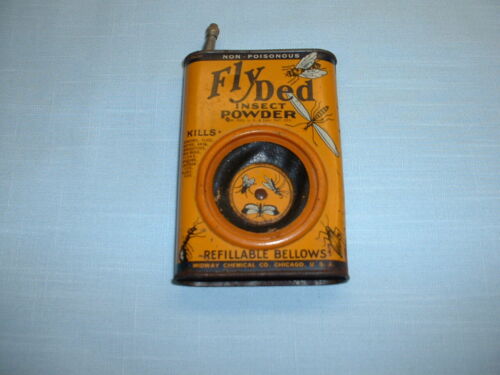 NON-POISONOUS
Fly Ded
INSECT
POWDER
KILLS
REFILLABLE BELLOWS
MIDWAY CHEMICAL CO. CHICAGO, U.S.A.